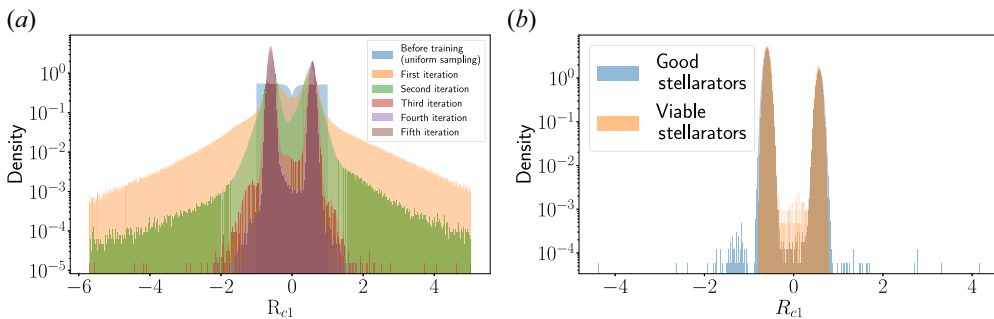 (a)
Density
10^0
10^-1
10^-2
10^-3
10^-4
10^-5
−6
−4
−2
0
2
4
R_c1
Before training
(uniform sampling)
First iteration
Second iteration
Third iteration
Fourth iteration
Fifth iteration
(b)
Density
10^0
10^-1
10^-2
10^-3
10^-4
−4
−2
0
2
4
R_c1
Good
stellarators
Viable
stellarators